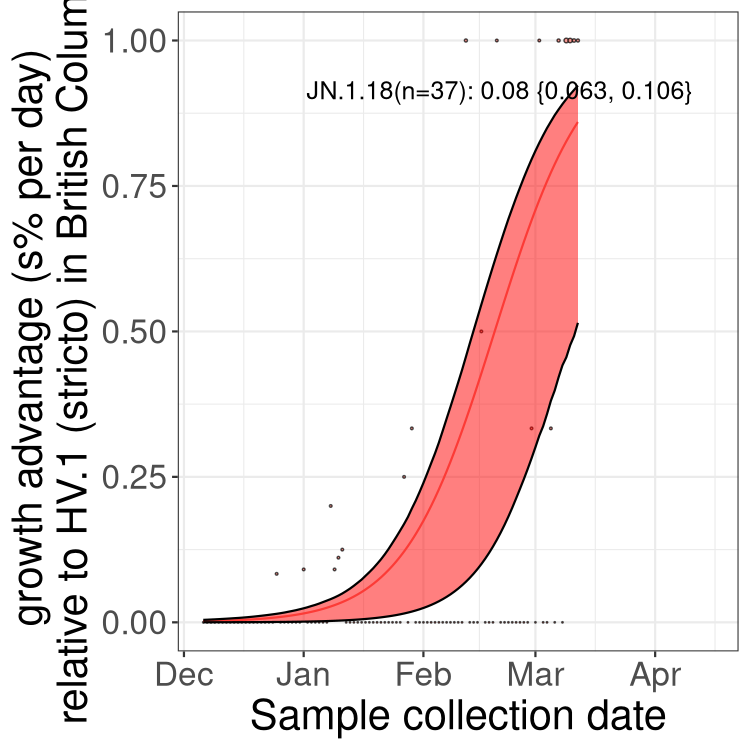 growth advantage (s% per day)
relative to HV.1 (stricto) in British Colum
1.00
0.75
0.50
0.25
0.00
JN.1.18(n=37): 0.08 {0.063, 0.106}
Dec Jan Feb Mar Apr
Sample collection date